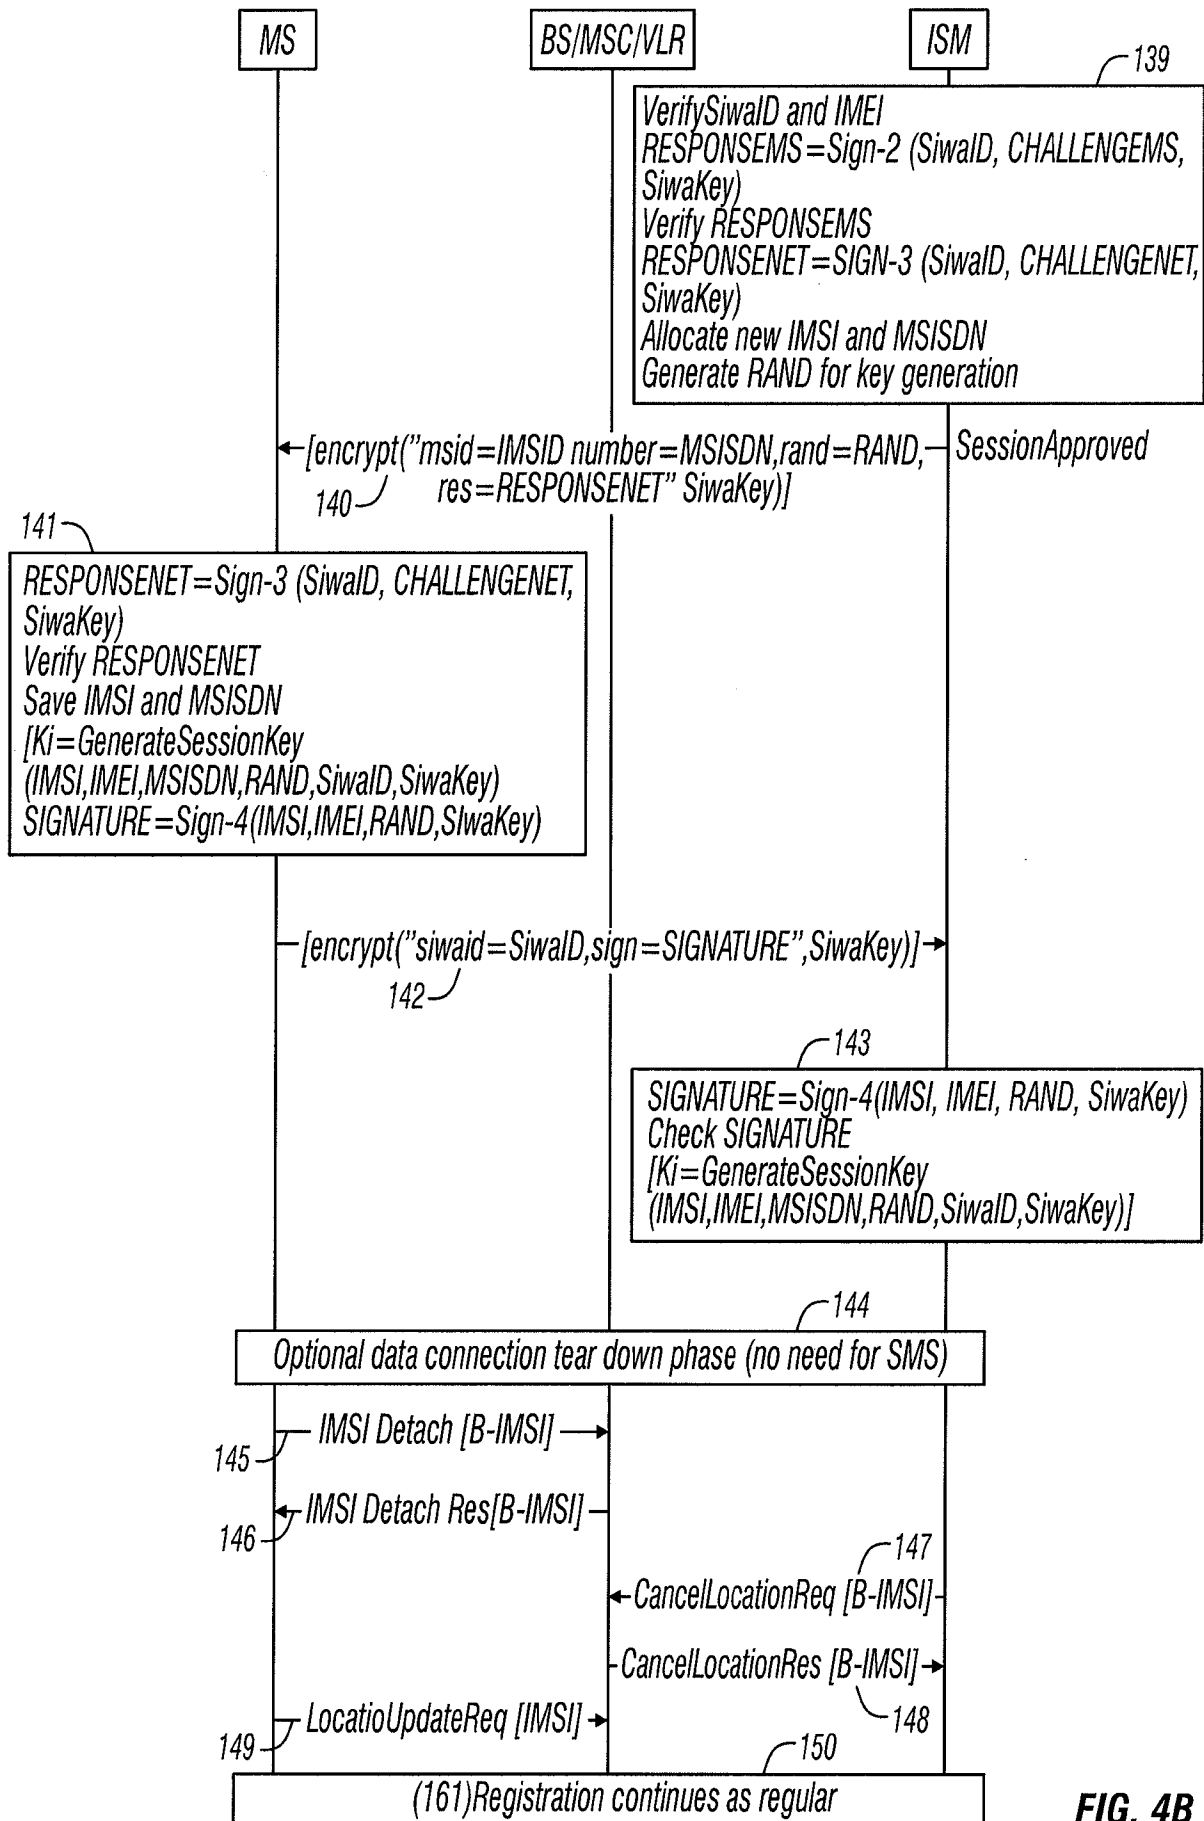 MS
BS/MSC/VLR
ISM
139
VerifySiwaID and IMEI
RESPONSEMS=Sign-2 (SiwaID, CHALLENGEMS,
SiwaKey)
Verify RESPONSEMS
RESPONSENET=SIGN-3 (SiwaID, CHALLENGENET,
SiwaKey)
Allocate new IMSI and MSISDN
Generate RAND for key generation
[encrypt("msid=IMSID number=MSISDN,rand=RAND,
res=RESPONSENET" SiwaKey)]
SessionApproved
140
141
RESPONSENET=Sign-3 (SiwaID, CHALLENGENET,
SiwaKey)
Verify RESPONSENET
Save IMSI and MSISDN
[Ki=GenerateSessionKey
(IMSI,IMEI,MSISDN,RAND,SiwaID,SiwaKey)
SIGNATURE=Sign-4(IMSI,IMEI,RAND,SIwaKey)
[encrypt("siwaid=SiwaID,sign=SIGNATURE",SiwaKey)]
142
143
SIGNATURE=Sign-4(IMSI, IMEI, RAND, SiwaKey)
Check SIGNATURE
[Ki=GenerateSessionKey
(IMSI,IMEI,MSISDN,RAND,SiwaID,SiwaKey)]
144
Optional data connection tear down phase (no need for SMS)
IMSI Detach [B-IMSI]
145
IMSI Detach Res[B-IMSI]
146
147
CancelLocationReq [B-IMSI]
CancelLocationRes [B-IMSI]
148
LocatioUpdateReq [IMSI]
149
150
(161)Registration continues as regular
FIG. 4B